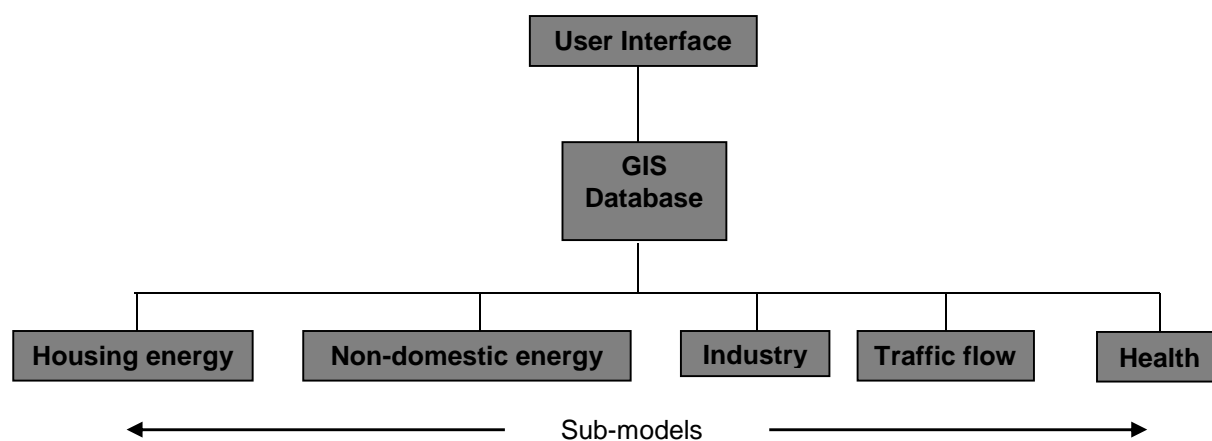 User Interface
GIS
Database
Housing energy
Non-domestic energy
Industry
Traffic flow
Health
Sub-models